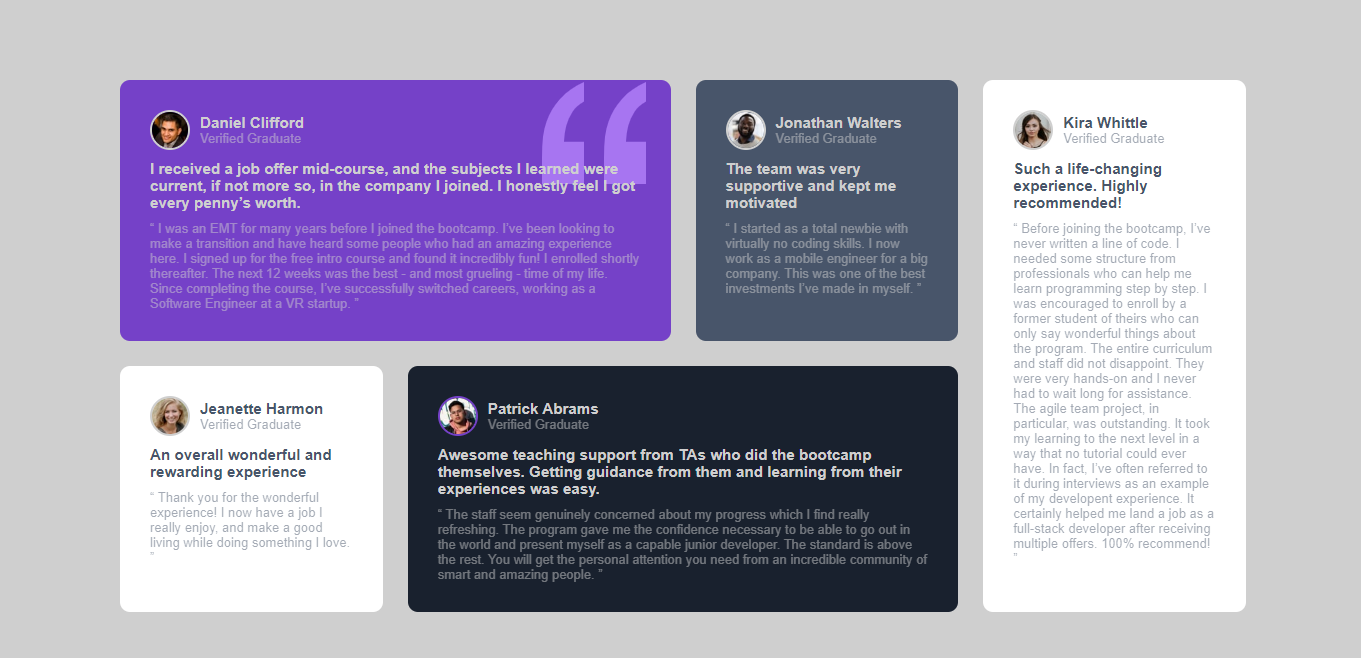 Daniel Clifford
Verified Graduate
I received a job offer mid-course, and the subjects I learned were
current, if not more so, in the company I joined. I honestly feel I got
every penny’s worth.
“ I was an EMT for many years before I joined the bootcamp. I’ve been looking to
make a transition and have heard some people who had an amazing experience
here. I signed up for the free intro course and found it incredibly fun! I enrolled shortly
thereafter. The next 12 weeks was the best - and most grueling - time of my life.
Since completing the course, I’ve successfully switched careers, working as a
Software Engineer at a VR startup. ”
Jonathan Walters
Verified Graduate
The team was very
supportive and kept me
motivated
“ I started as a total newbie with
virtually no coding skills. I now
work as a mobile engineer for a big
company. This was one of the best
investments I’ve made in myself. ”
Kira Whittle
Verified Graduate
Such a life-changing
experience. Highly
recommended!
“ Before joining the bootcamp, I’ve
never written a line of code. I
needed some structure from
professionals who can help me
learn programming step by step. I
was encouraged to enroll by a
former student of theirs who can
only say wonderful things about
the program. The entire curriculum
and staff did not disappoint. They
were very hands-on and I never
had to wait long for assistance.
The agile team project, in
particular, was outstanding. It took
my learning to the next level in a
way that no tutorial could ever
have. In fact, I’ve often referred to
it during interviews as an example
of my developent experience. It
certainly helped me land a job as a
full-stack developer after receiving
multiple offers. 100% recommend!
”
Jeanette Harmon
Verified Graduate
An overall wonderful and
rewarding experience
“ Thank you for the wonderful
experience! I now have a job I
really enjoy, and make a good
living while doing something I love.
”
Patrick Abrams
Verified Graduate
Awesome teaching support from TAs who did the bootcamp
themselves. Getting guidance from them and learning from their
experiences was easy.
“ The staff seem genuinely concerned about my progress which I find really
refreshing. The program gave me the confidence necessary to be able to go out in
the world and present myself as a capable junior developer. The standard is above
the rest. You will get the personal attention you need from an incredible community of
smart and amazing people. ”